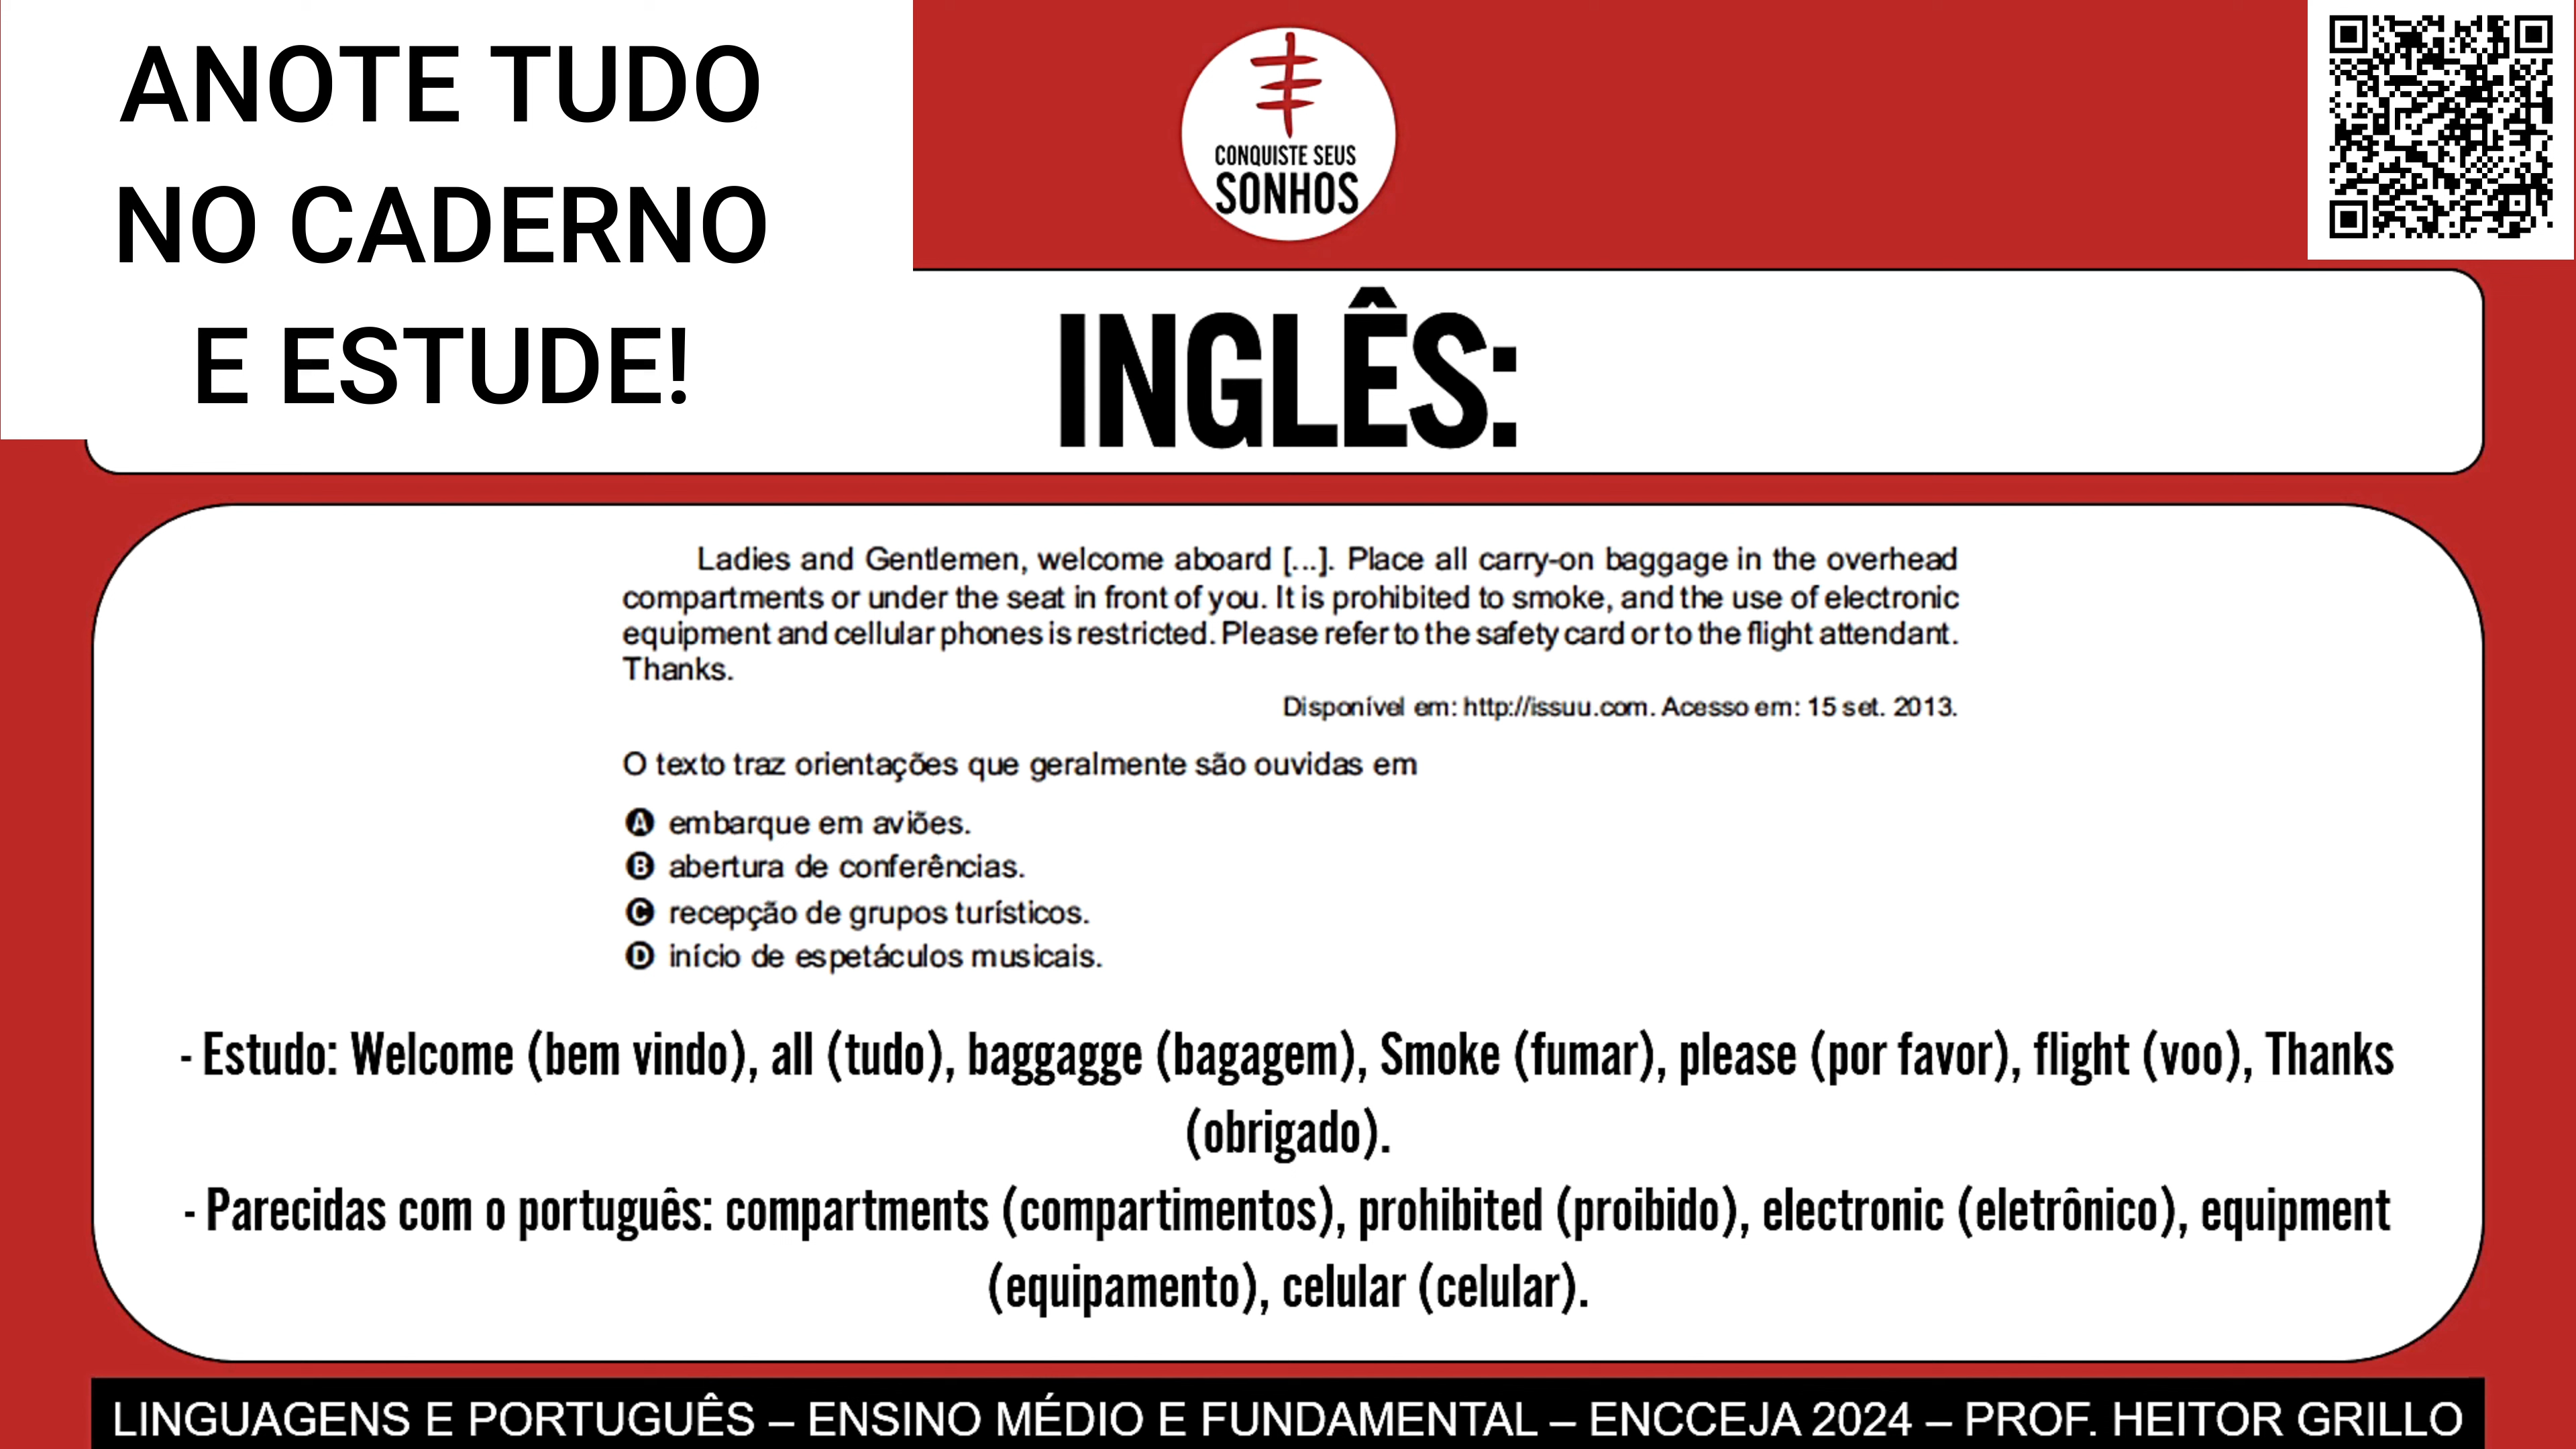 ANOTE TUDO
NO CADERNO
E ESTUDE!
CONQUISTE SEUS
SONHOS
INGLÊS:
Ladies and Gentlemen, welcome aboard [...]. Place all carry-on baggage in the overhead
compartments or under the seat in front of you. It is prohibited to smoke, and the use of electronic
equipment and cellular phones is restricted. Please refer to the safety card or to the flight attendant.
Thanks.
Disponível em: http://issuu.com. Acesso em: 15 set. 2013.
O texto traz orientações que geralmente são ouvidas em
A embarque em aviões.
B abertura de conferências.
C recepção de grupos turísticos.
D início de espetáculos musicais.
- Estudo: Welcome (bem vindo), all (tudo), baggagge (bagagem), Smoke (fumar), please (por favor), flight (voo), Thanks
(obrigado).
- Parecidas com o português: compartments (compartimentos), prohibited (proibido), electronic (eletrônico), equipment
(equipamento), celular (celular).
LINGUAGENS E PORTUGUÊS – ENSINO MÉDIO E FUNDAMENTAL – ENCCEJA 2024 – PROF. HEITOR GRILLO